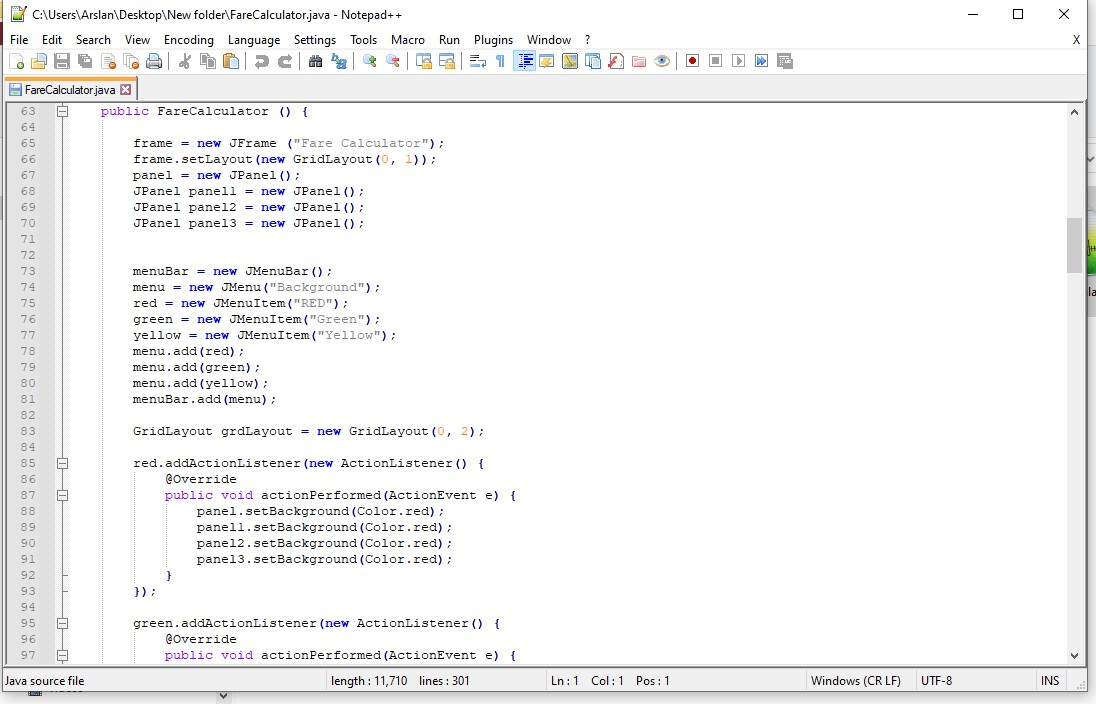 C:\Users\Arslan\Desktop\New folder\FareCalculator.java - Notepad++
File Edit Search View Encoding Language Settings Tools Macro Run Plugins Window ? X
FareCalculator.java
63 public FareCalculator () {
64
65 frame = new JFrame ("Fare Calculator");
66 frame.setLayout(new GridLayout(0, 1));
67 panel = new JPanel();
68 JPanel panel1 = new JPanel();
69 JPanel panel2 = new JPanel();
70 JPanel panel3 = new JPanel();
71
72
73 menuBar = new JMenuBar();
74 menu = new JMenu("Background");
75 red = new JMenuItem("RED");
76 green = new JMenuItem("Green");
77 yellow = new JMenuItem("Yellow");
78 menu.add(red);
79 menu.add(green);
80 menu.add(yellow);
81 menuBar.add(menu);
82
83 GridLayout grdLayout = new GridLayout(0, 2);
84
85 red.addActionListener(new ActionListener() {
86 @Override
87 public void actionPerformed(ActionEvent e) {
88 panel.setBackground(Color.red);
89 panel1.setBackground(Color.red);
90 panel2.setBackground(Color.red);
91 panel3.setBackground(Color.red);
92 }
93 });
94
95 green.addActionListener(new ActionListener() {
96 @Override
97 public void actionPerformed(ActionEvent e) {
Java source file length : 11,710 lines : 301 Ln : 1 Col : 1 Pos : 1 Windows (CR LF) UTF-8 INS